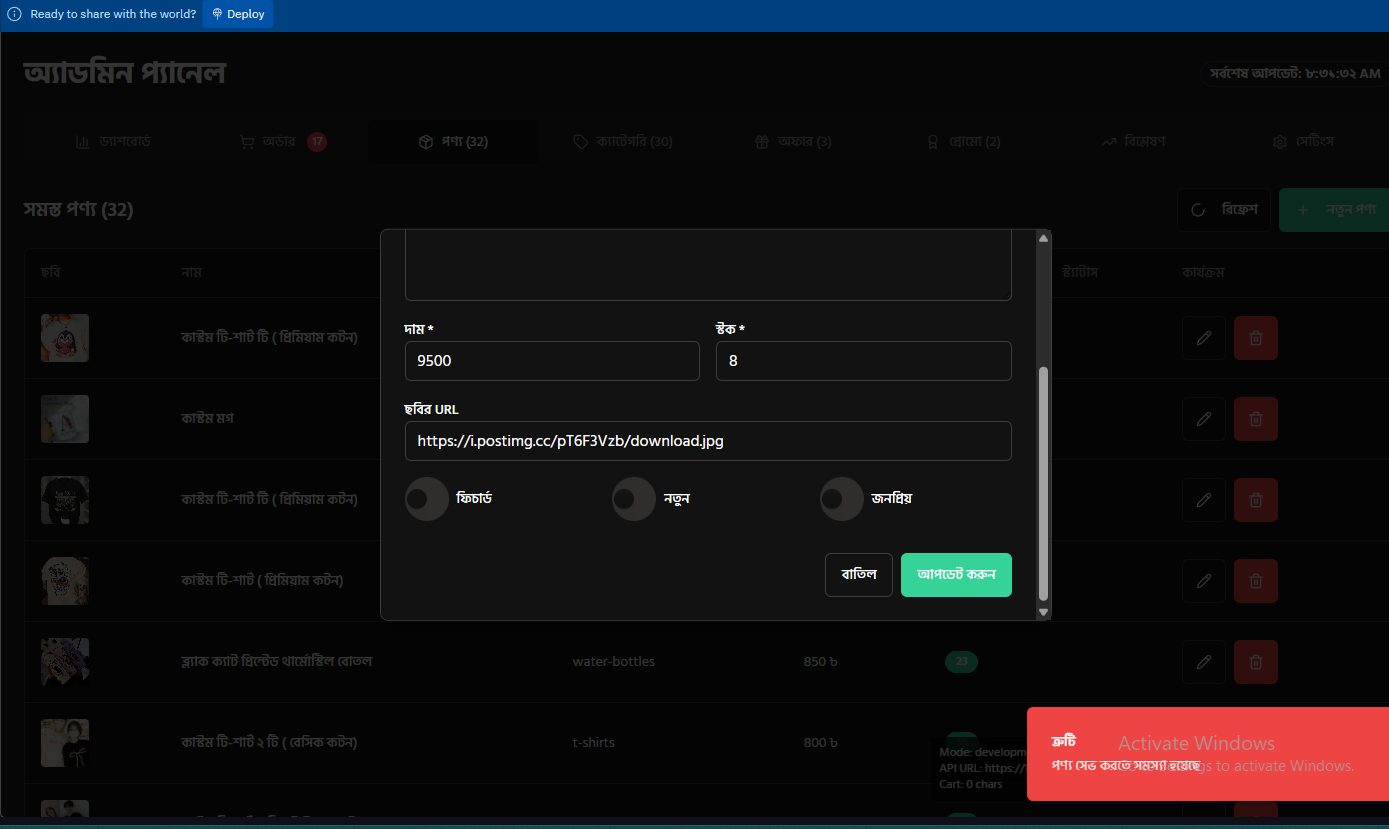 Ready to share with the world? Deploy
অ্যাডমিন প্যানেল
সর্বশেষ আপডেট: ৮:৩১:৩২ AM
ড্যাশবোর্ড অর্ডার 17 পণ্য (32) ক্যাটেগরি (30) অফার (3) প্রোমো (2) বিশ্লেষণ সেটিংস
সমস্ত পণ্য (32) রিফ্রেশ + নতুন পণ্য
ছবি নাম স্ট্যাটাস কার্যক্রম
কাস্টম টি-শার্ট টি ( প্রিমিয়াম কটন)
দাম * স্টক *
9500 8
কাস্টম মগ
ছবির URL
https://i.postimg.cc/pT6F3Vzb/download.jpg
কাস্টম টি-শার্ট টি ( প্রিমিয়াম কটন)
ফিচার্ড নতুন জনপ্রিয়
কাস্টম টি-শার্ট ( প্রিমিয়াম কটন)
বাতিল আপডেট করুন
ব্ল্যাক ক্যাট প্রিন্টেড থার্মোস্টিল বোতল water-bottles 850 ৳ 23
কাস্টম টি-শার্ট ২ টি ( বেসিক কটন) t-shirts 800 ৳
Mode: developm
API URL: https://
Cart: 0 chars
ত্রুটি
পণ্য সেভ করতে সমস্যা হয়েছে
Activate Windows
to activate Windows.